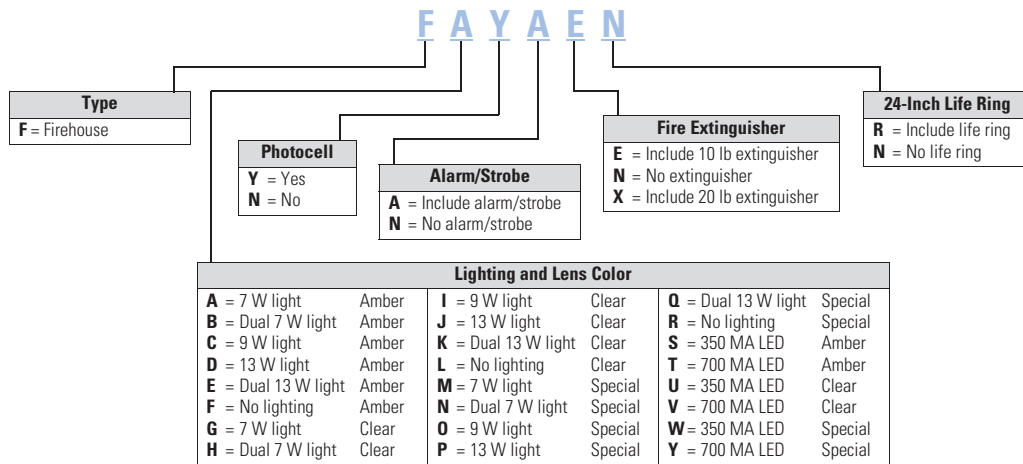 F A Y A E N
Type
F = Firehouse
Photocell
Y = Yes
N = No
Alarm/Strobe
A = Include alarm/strobe
N = No alarm/strobe
Fire Extinguisher
E = Include 10 lb extinguisher
N = No extinguisher
X = Include 20 lb extinguisher
24-Inch Life Ring
R = Include life ring
N = No life ring
Lighting and Lens Color
A = 7 W light Amber
B = Dual 7 W light Amber
C = 9 W light Amber
D = 13 W light Amber
E = Dual 13 W light Amber
F = No lighting Amber
G = 7 W light Clear
H = Dual 7 W light Clear
I = 9 W light Clear
J = 13 W light Clear
K = Dual 13 W light Clear
L = No lighting Clear
M = 7 W light Special
N = Dual 7 W light Special
O = 9 W light Special
P = 13 W light Special
Q = Dual 13 W light Special
R = No lighting Special
S = 350 MA LED Amber
T = 700 MA LED Amber
U = 350 MA LED Clear
V = 700 MA LED Clear
W = 350 MA LED Special
Y = 700 MA LED Special